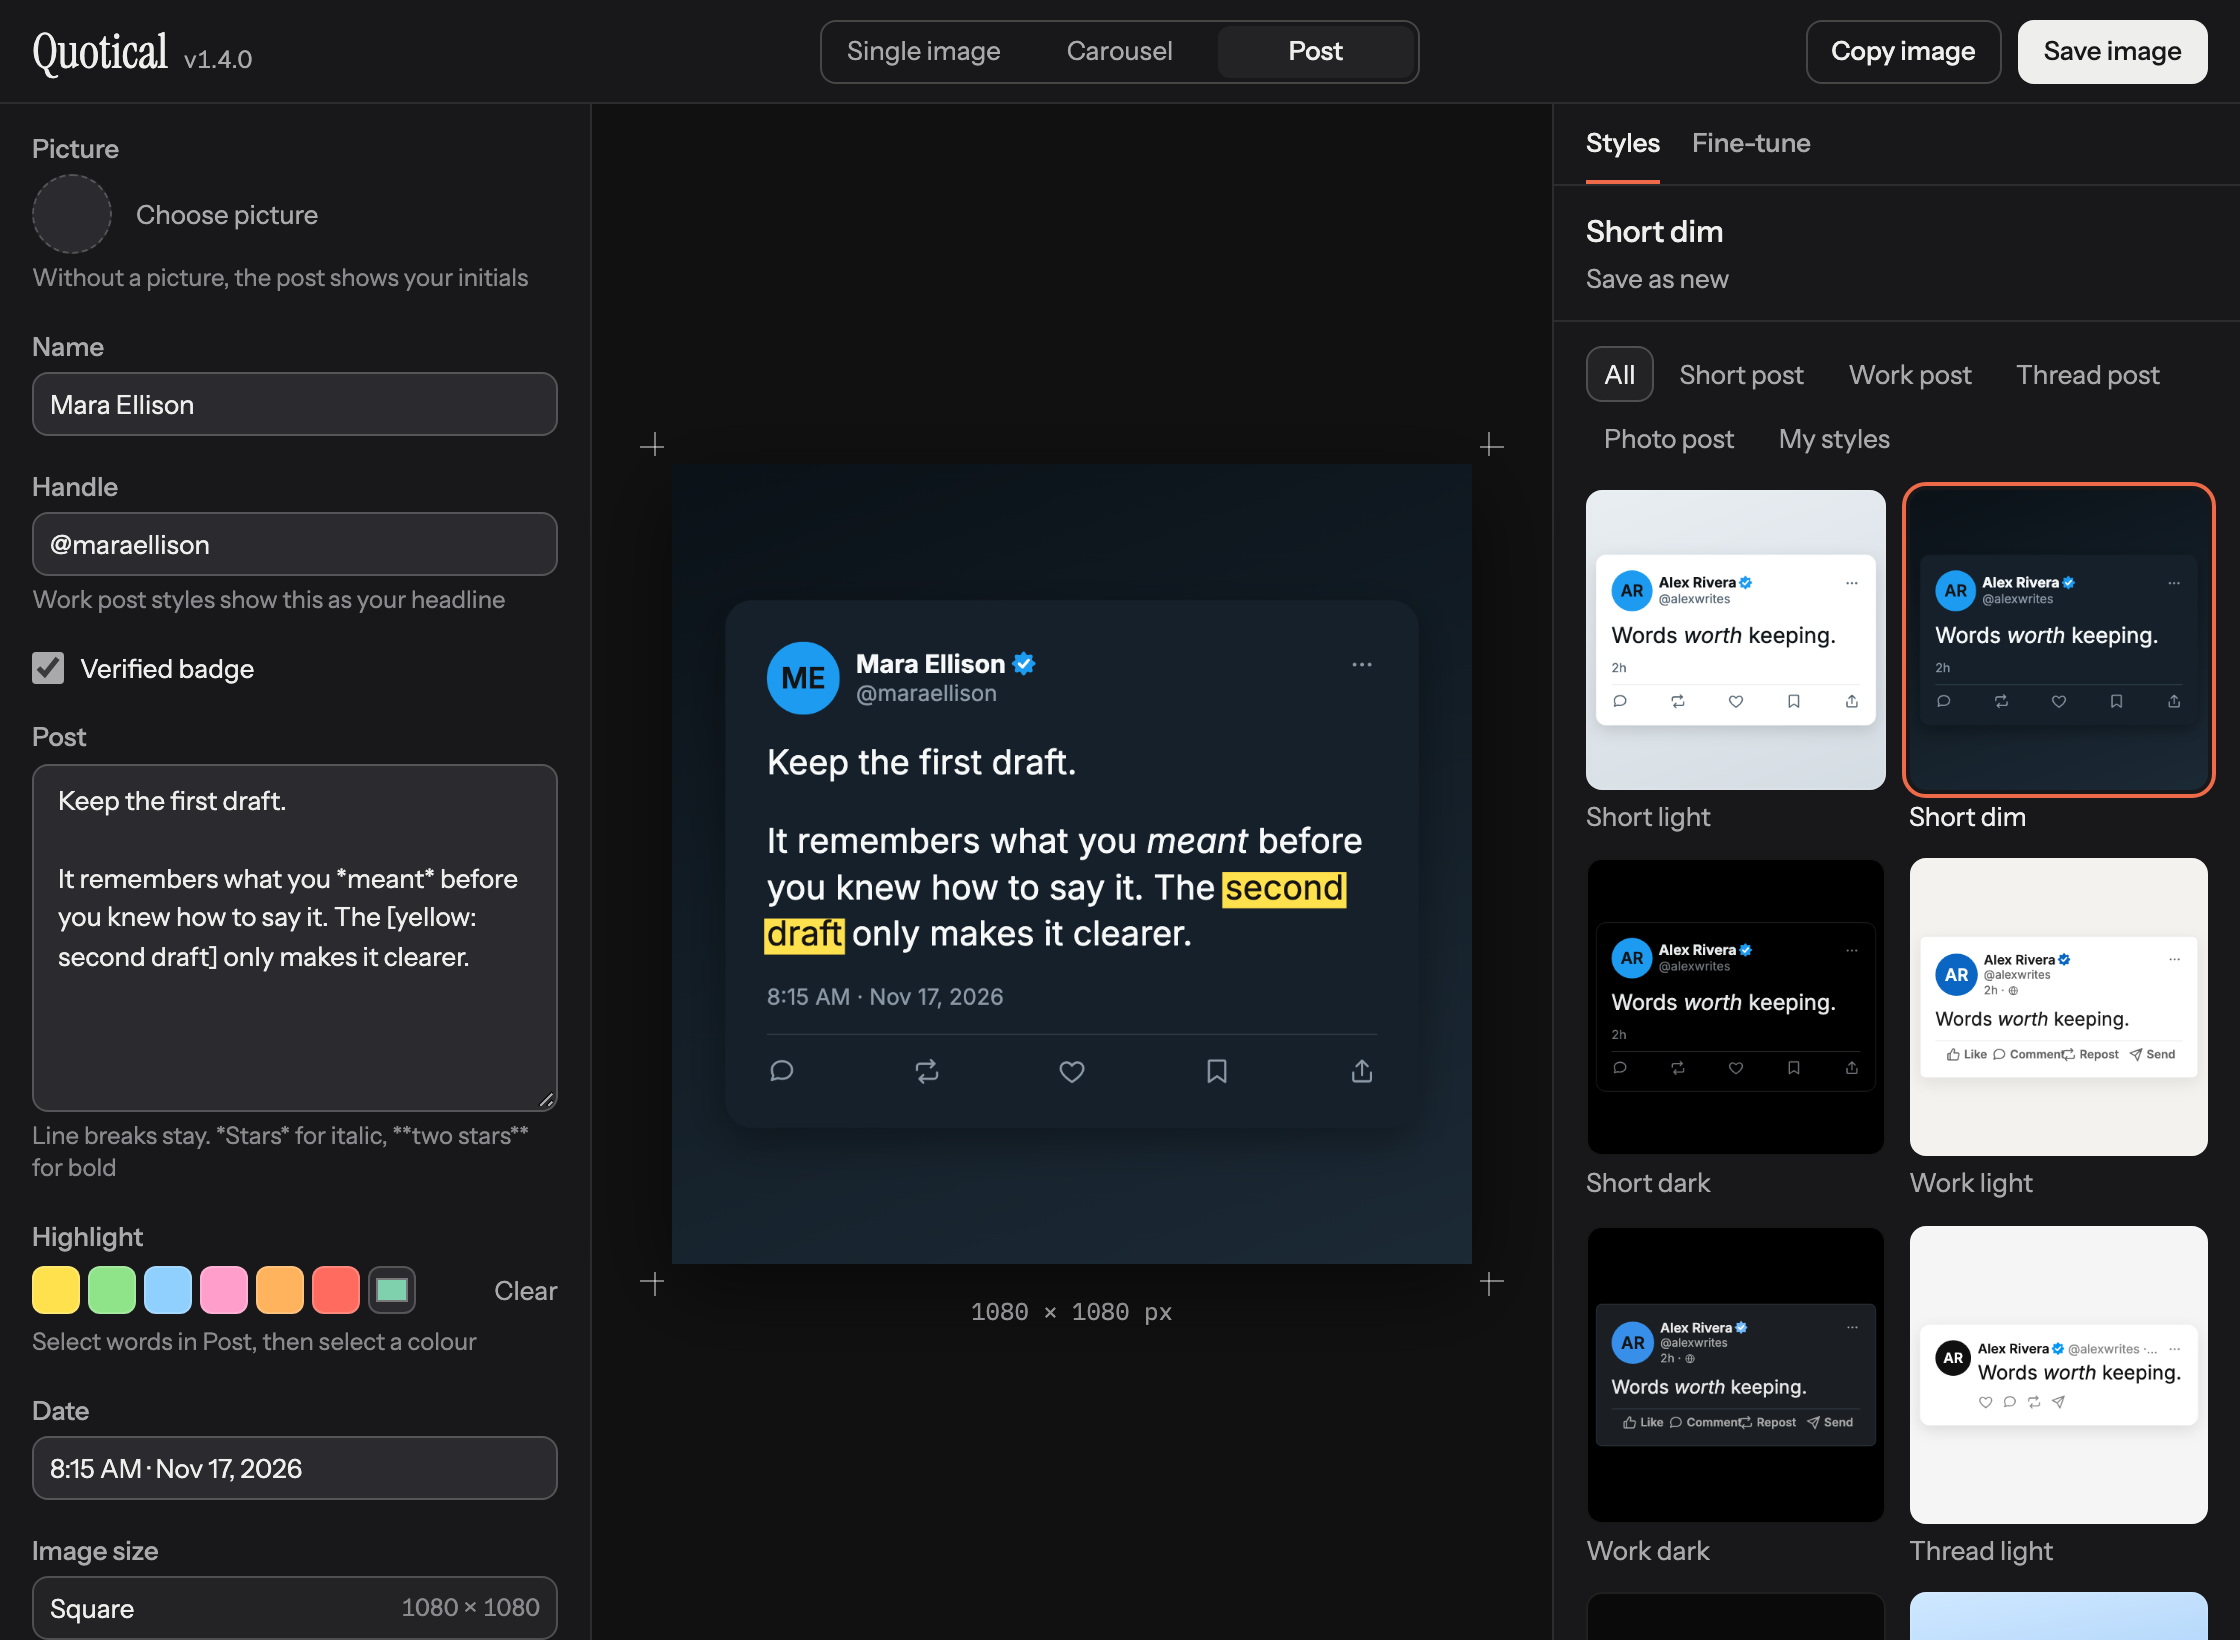 Quotical v1.4.0
Single image
Carousel
Post
Copy image
Save image
Picture
Choose picture
Without a picture, the post shows your initials
Name
Mara Ellison
Handle
@maraellison
Work post styles show this as your headline
Verified badge
Post
Keep the first draft.
It remembers what you *meant* before
you knew how to say it. The [yellow:
second draft] only makes it clearer.
Line breaks stay. *Stars* for italic, **two stars**
for bold
Highlight
Clear
Select words in Post, then select a colour
Date
8:15 AM · Nov 17, 2026
Image size
Square 1080 × 1080
ME
Mara Ellison
@maraellison
Keep the first draft.
It remembers what you meant before
you knew how to say it. The second
draft only makes it clearer.
8:15 AM · Nov 17, 2026
1080 × 1080 px
Styles
Fine-tune
Short dim
Save as new
All
Short post
Work post
Thread post
Photo post
My styles
AR
Alex Rivera
@alexwrites
Words worth keeping.
2h
Short light
AR
Alex Rivera
@alexwrites
Words worth keeping.
2h
Short dim
AR
Alex Rivera
@alexwrites
Words worth keeping.
2h
Short dark
AR
Alex Rivera
@alexwrites
2h ·
Words worth keeping.
Like Comment Repost Send
Work light
AR
Alex Rivera
@alexwrites
2h ·
Words worth keeping.
Like Comment Repost Send
Work dark
AR
Alex Rivera @alexwrites ·...
Words worth keeping.
Thread light